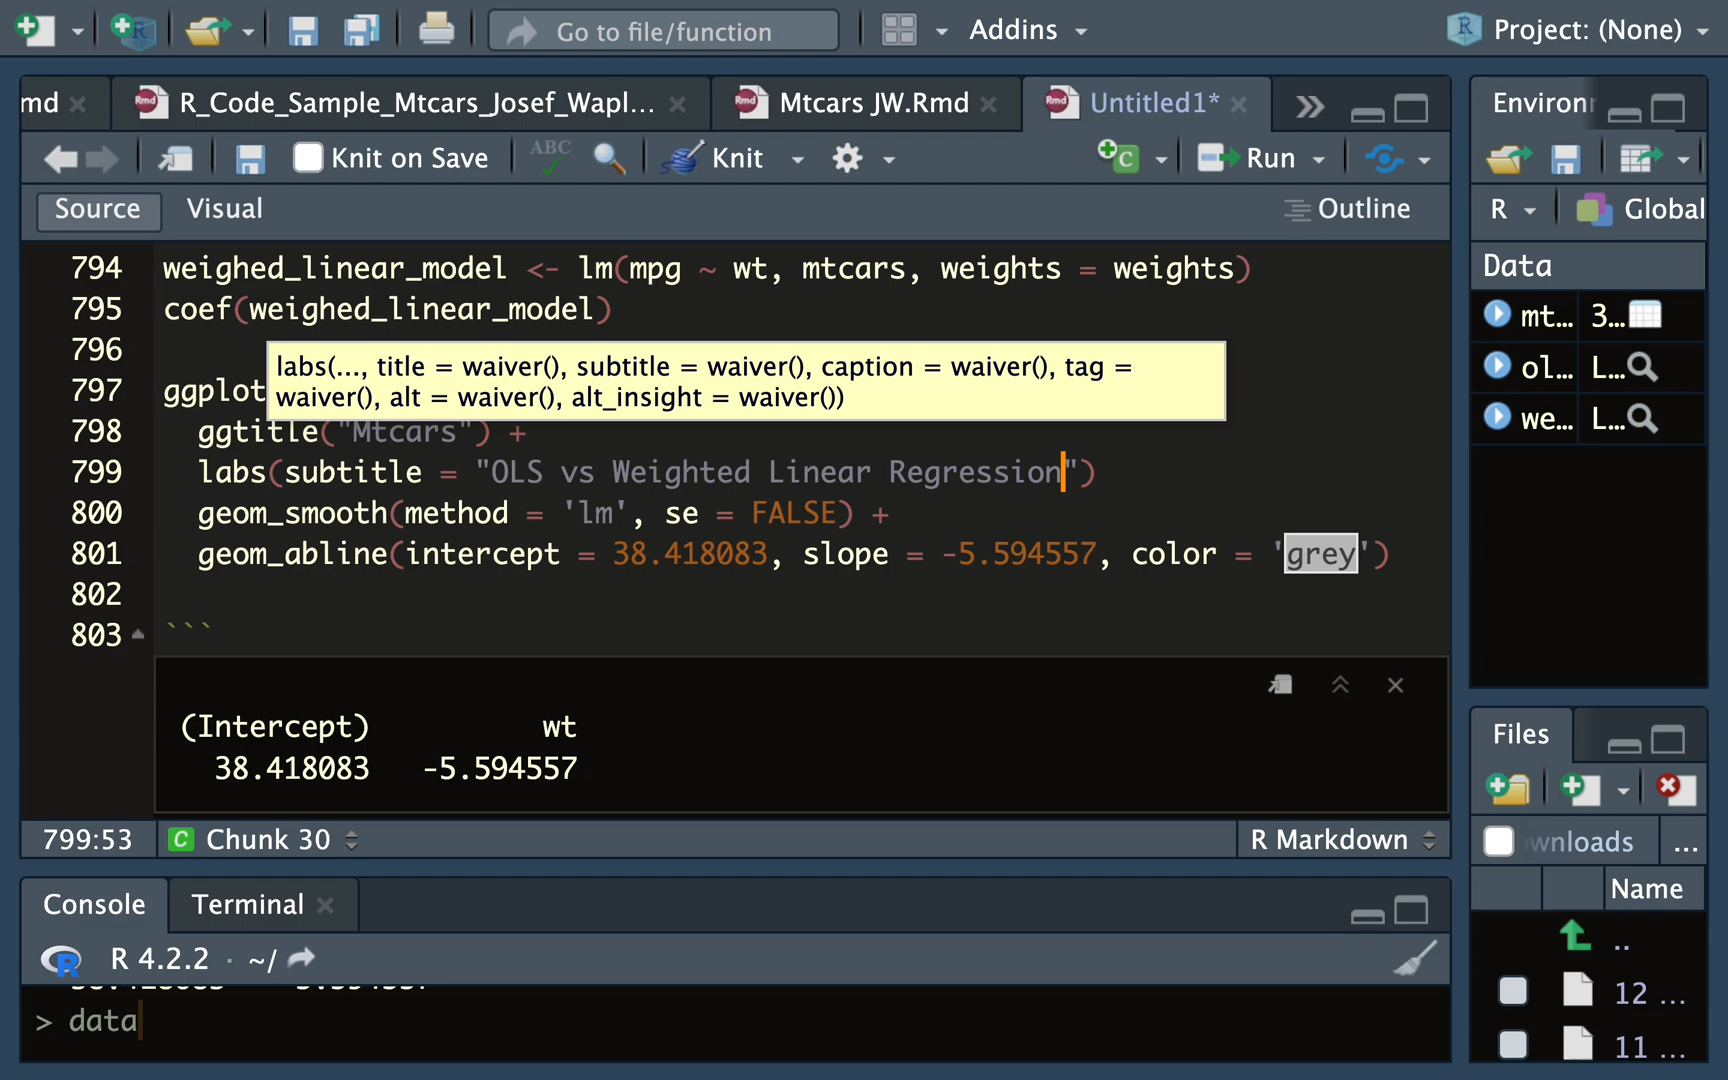 Go to file/function
Addins
Project: (None)
md
R_Code_Sample_Mtcars_Josef_Wapl...
Mtcars JW.Rmd
Untitled1*
Knit on Save
ABC
Knit
Run
Source
Visual
Outline
794 weighed_linear_model <- lm(mpg ~ wt, mtcars, weights = weights)
795 coef(weighed_linear_model)
796
labs(..., title = waiver(), subtitle = waiver(), caption = waiver(), tag =
waiver(), alt = waiver(), alt_insight = waiver())
797 ggplot
798 ggtitle("Mtcars") +
799 labs(subtitle = "OLS vs Weighted Linear Regression")
800 geom_smooth(method = 'lm', se = FALSE) +
801 geom_abline(intercept = 38.418083, slope = -5.594557, color = 'grey')
802
803 ```
(Intercept) wt
38.418083 -5.594557
799:53
C Chunk 30
R Markdown
Console
Terminal
R 4.2.2 · ~/
> data
Environ
R
Global
Data
mt... 3...
ol... L...
we... L...
Files
wnloads
...
Name
..
12 ...
11 ...